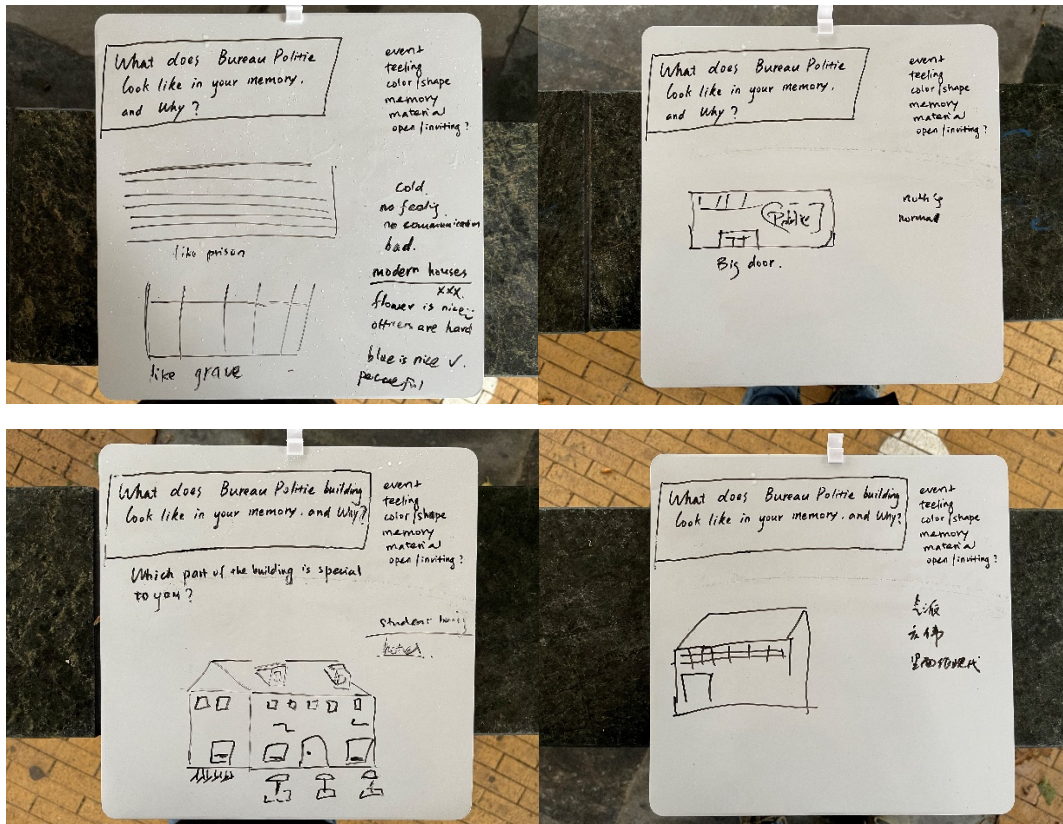 What does Bureau Politie
look like in your memory.
and Why?
event
feeling
color/shape
memory
material
open/inviting?
cold
no feeling
no communication
bad.
like prison
modern houses
xxx
flower is nice
officers are hard
blue is nice ✓.
peaceful
like grave
What does Bureau Politie
look like in your memory.
and Why?
event
feeling
color/shape
memory
material
open/inviting?
Politie
Big door.
normal
What does Bureau Politie building
look like in your memory. and Why?
event
feeling
color/shape
memory
material
open/inviting?
Which part of the building is special
to you?
student
hotel
What does Bureau Politie building
look like in your memory. and Why?
event
feeling
color/shape
memory
material
open/inviting?
气派
宏伟